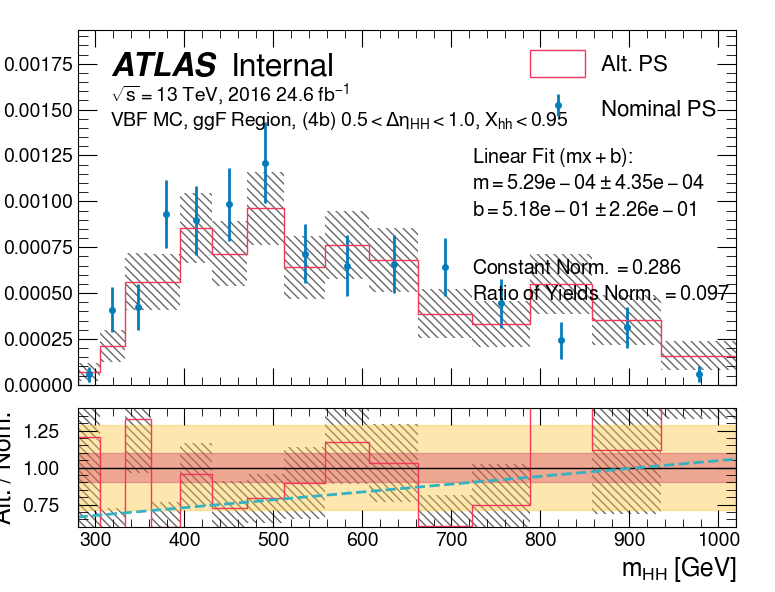 ATLAS Internal
√s = 13 TeV, 2016 24.6 fb⁻¹
VBF MC, ggF Region, (4b) 0.5 < Δη_HH < 1.0, X_hh < 0.95
Alt. PS
Nominal PS
Linear Fit (mx + b):
m = 5.29e − 04 ± 4.35e − 04
b = 5.18e − 01 ± 2.26e − 01
Constant Norm. = 0.286
Ratio of Yields Norm. = 0.097
0.00175
0.00150
0.00125
0.00100
0.00075
0.00050
0.00025
0.00000
Alt. / Nom.
1.25
1.00
0.75
300 400 500 600 700 800 900 1000
m_HH [GeV]